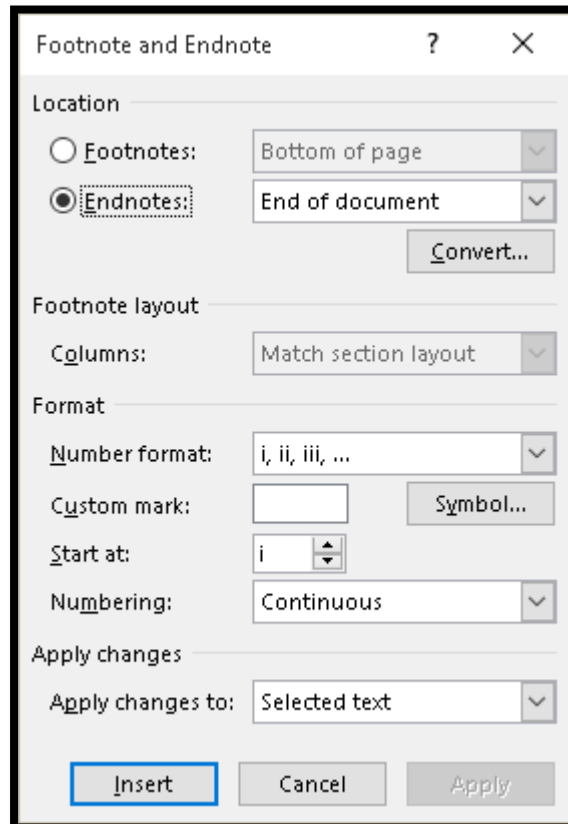 Footnote and Endnote ? ×
Location
Footnotes: Bottom of page
Endnotes: End of document
Convert...
Footnote layout
Columns: Match section layout
Format
Number format: i, ii, iii, ...
Custom mark: Symbol...
Start at: i
Numbering: Continuous
Apply changes
Apply changes to: Selected text
Insert Cancel Apply